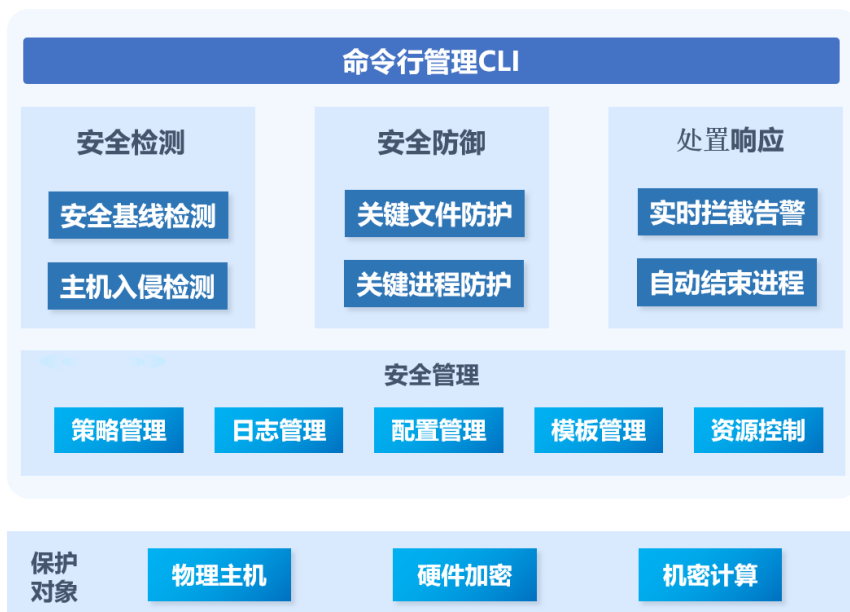 命令行管理CLI
安全检测
安全基线检测
主机入侵检测
安全防御
关键文件防护
关键进程防护
处置响应
实时拦截告警
自动结束进程
安全管理
策略管理
日志管理
配置管理
模板管理
资源控制
保护
对象
物理主机
硬件加密
机密计算